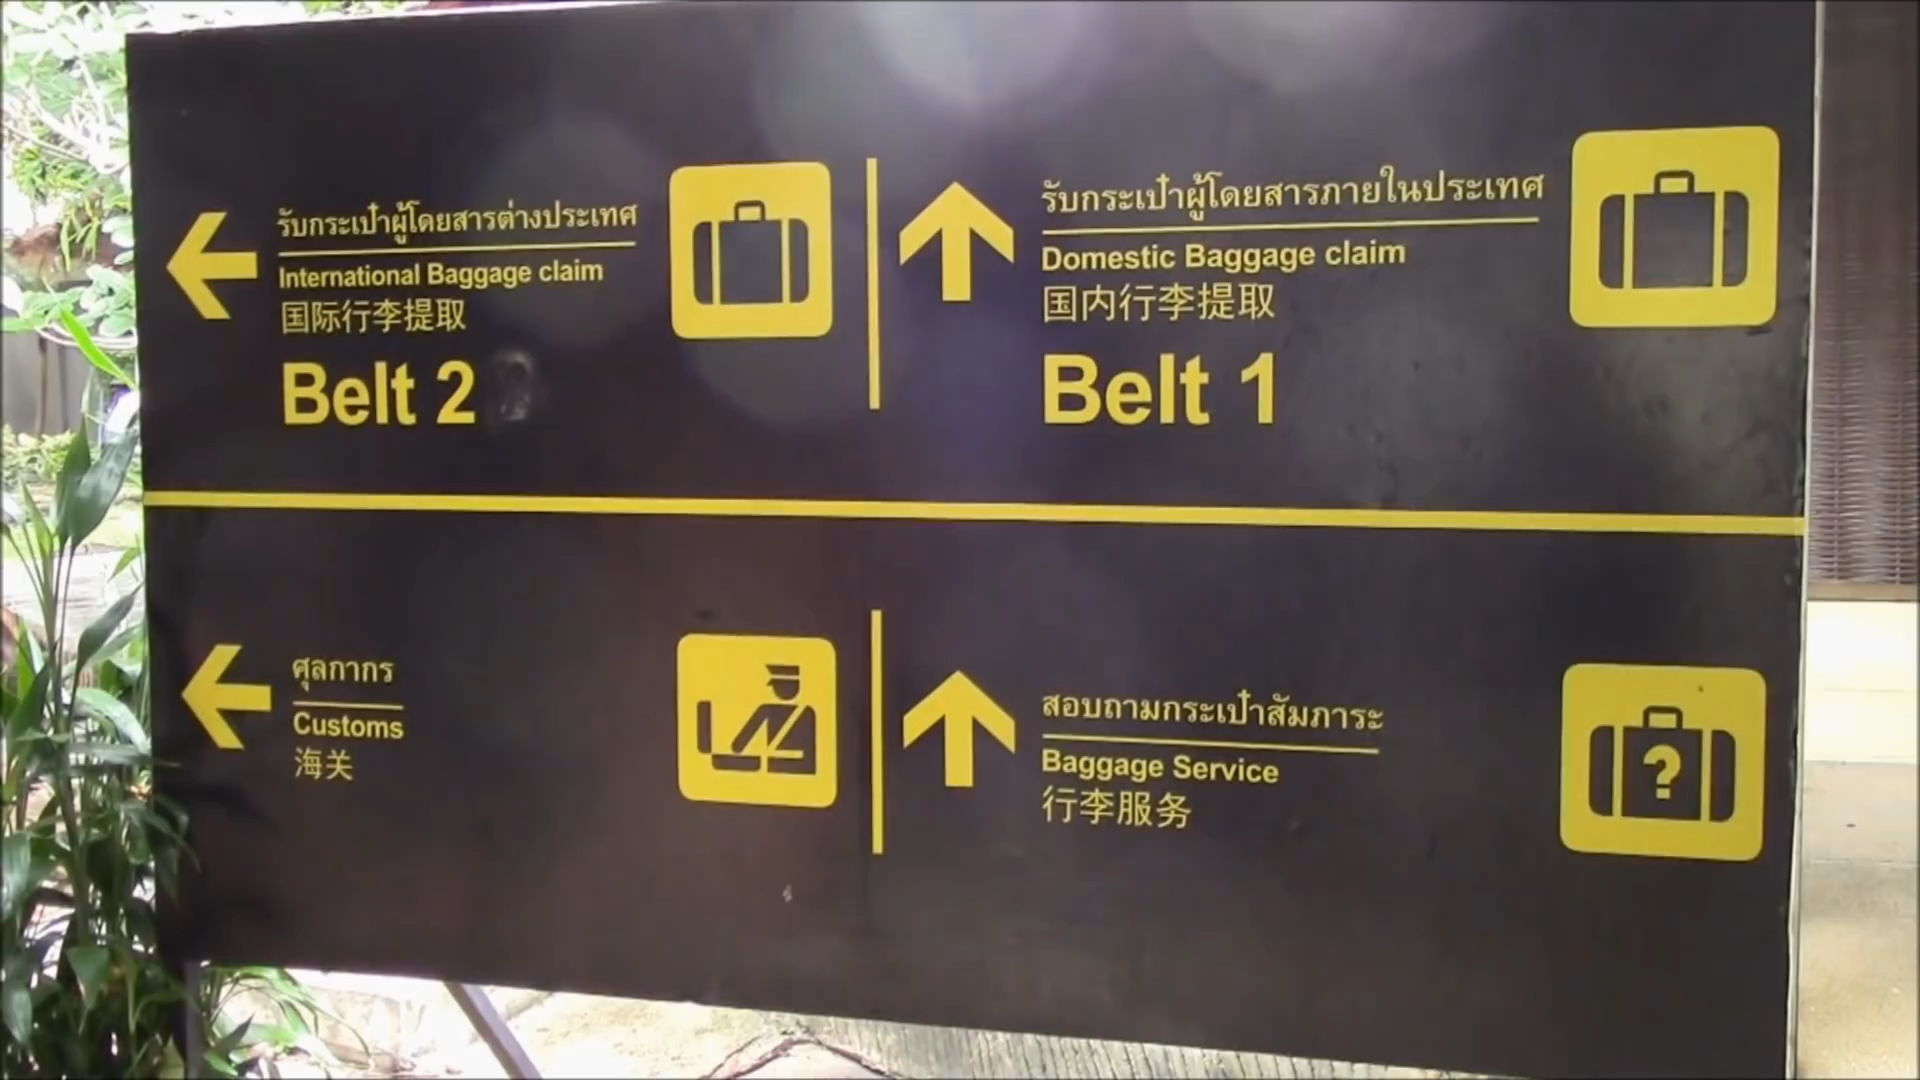 รับกระเป๋าผู้โดยสารต่างประเทศ
International Baggage claim
国际行李提取
Belt 2
รับกระเป๋าผู้โดยสารภายในประเทศ
Domestic Baggage claim
国内行李提取
Belt 1
ศุลกากร
Customs
海关
สอบถามกระเป๋าสัมภาระ
Baggage Service
行李服务
?